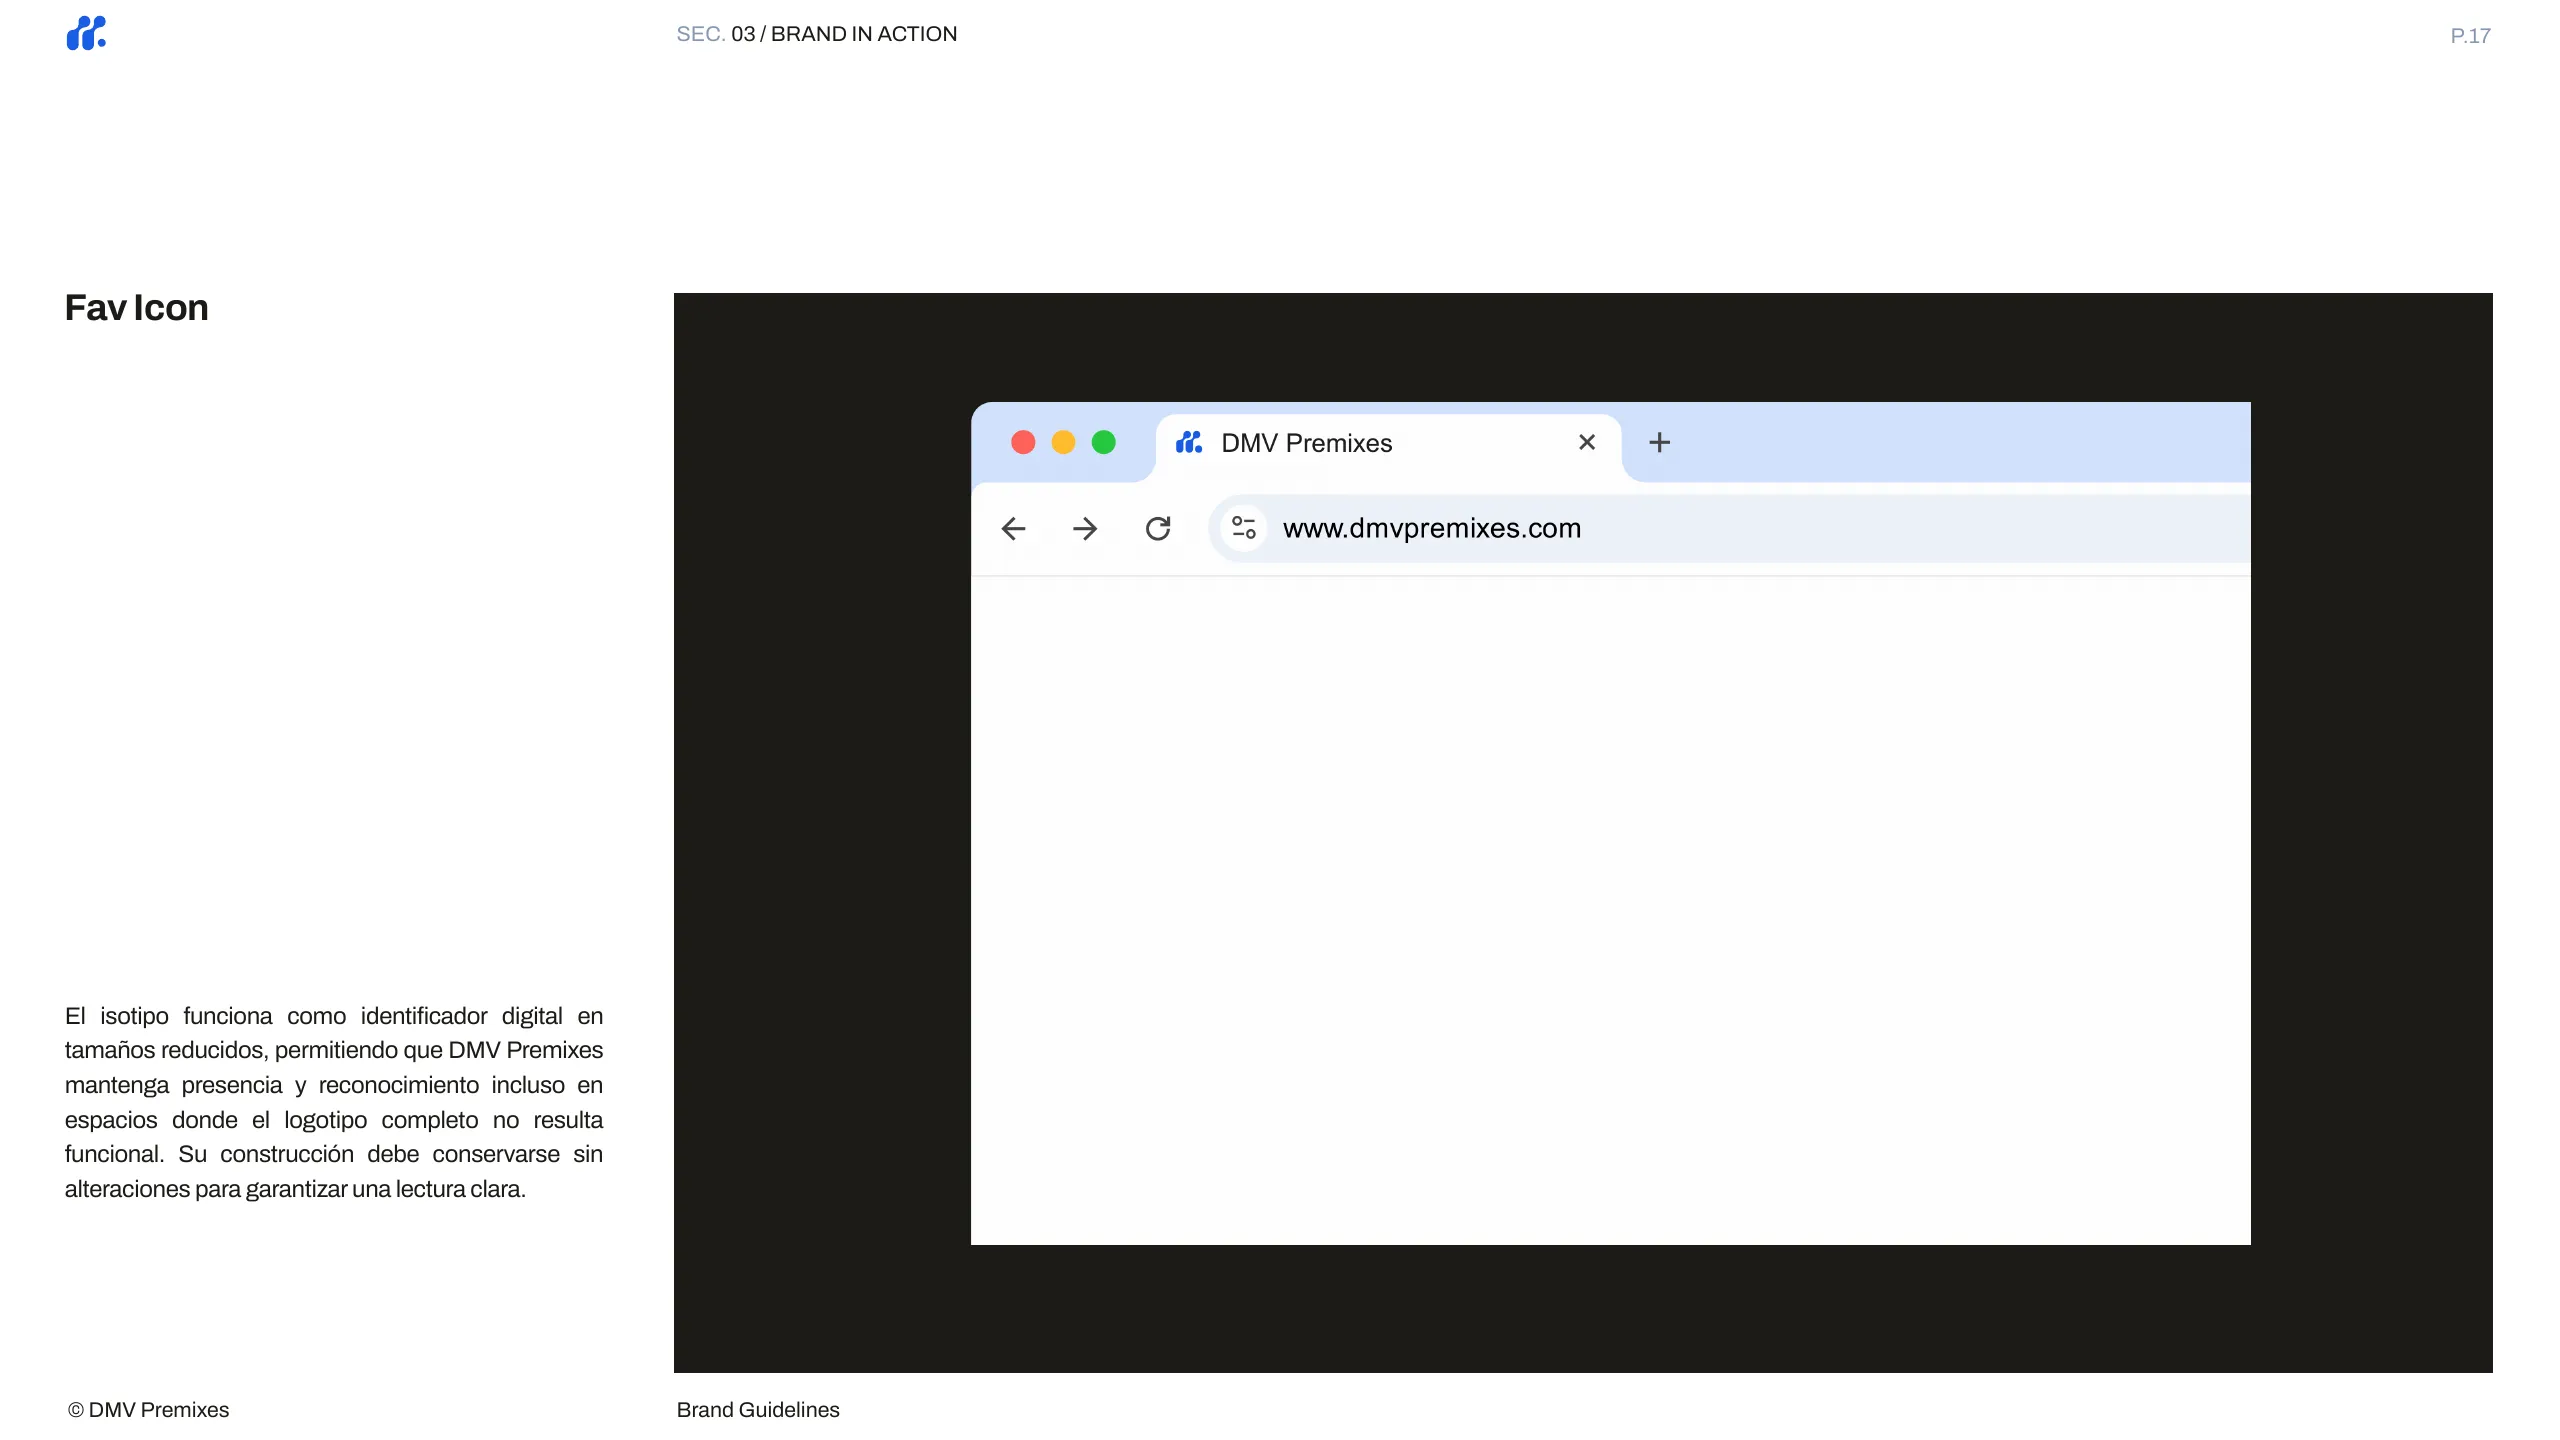 SEC. 03 / BRAND IN ACTION
P.17
Fav Icon
DMV Premixes
www.dmvpremixes.com
El isotipo funciona como identificador digital en
tamaños reducidos, permitiendo que DMV Premixes
mantenga presencia y reconocimiento incluso en
espacios donde el logotipo completo no resulta
funcional. Su construcción debe conservarse sin
alteraciones para garantizar una lectura clara.
© DMV Premixes
Brand Guidelines